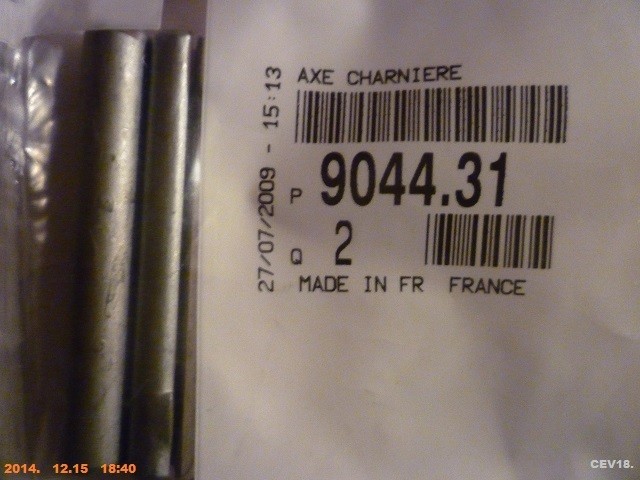 AXE CHARNIERE
27/07/2009 - 15:13
P 9044.31
Q 2
MADE IN FR FRANCE
2014. 12.15 18:40
CEV18.